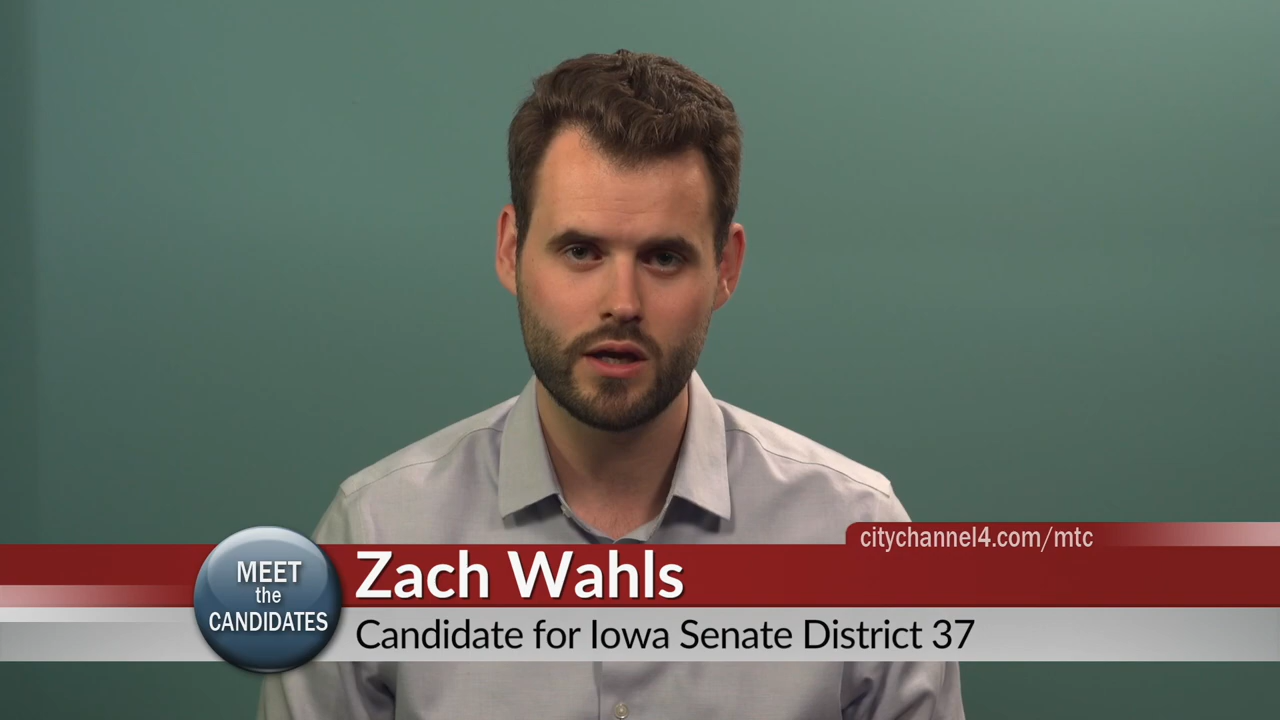 citychannel4.com/mtc
MEET
the
CANDIDATES
Zach Wahls
Candidate for Iowa Senate District 37